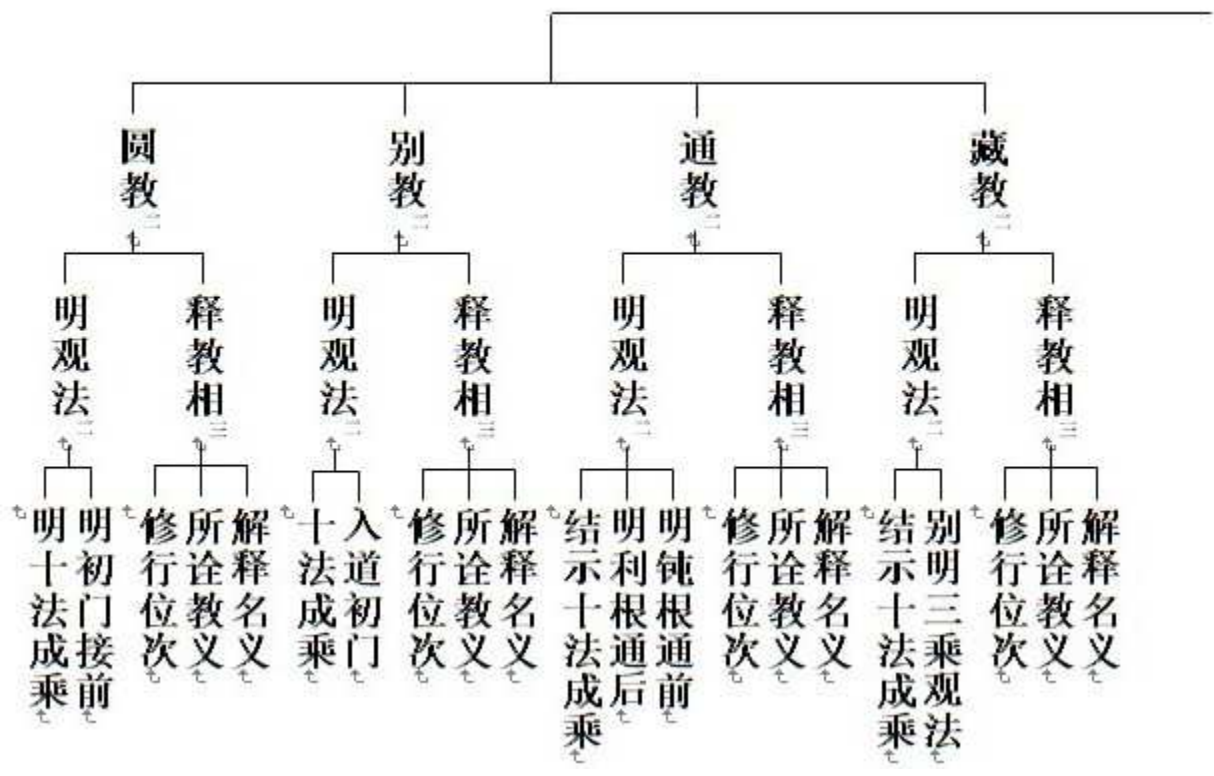 藏教二
通教二
别教二
圆教二
释教相三
明观法二
释教相三
明观法二
释教相三
明观法二
释教相三
明观法二
解释名义
所诠教义
修行位次
别明三乘观法
结示十法成乘
解释名义
所诠教义
修行位次
明钝根通前
明利根通后
结示十法成乘
解释名义
所诠教义
修行位次
入道初门
十法成乘
解释名义
所诠教义
修行位次
明初门接前
明十法成乘